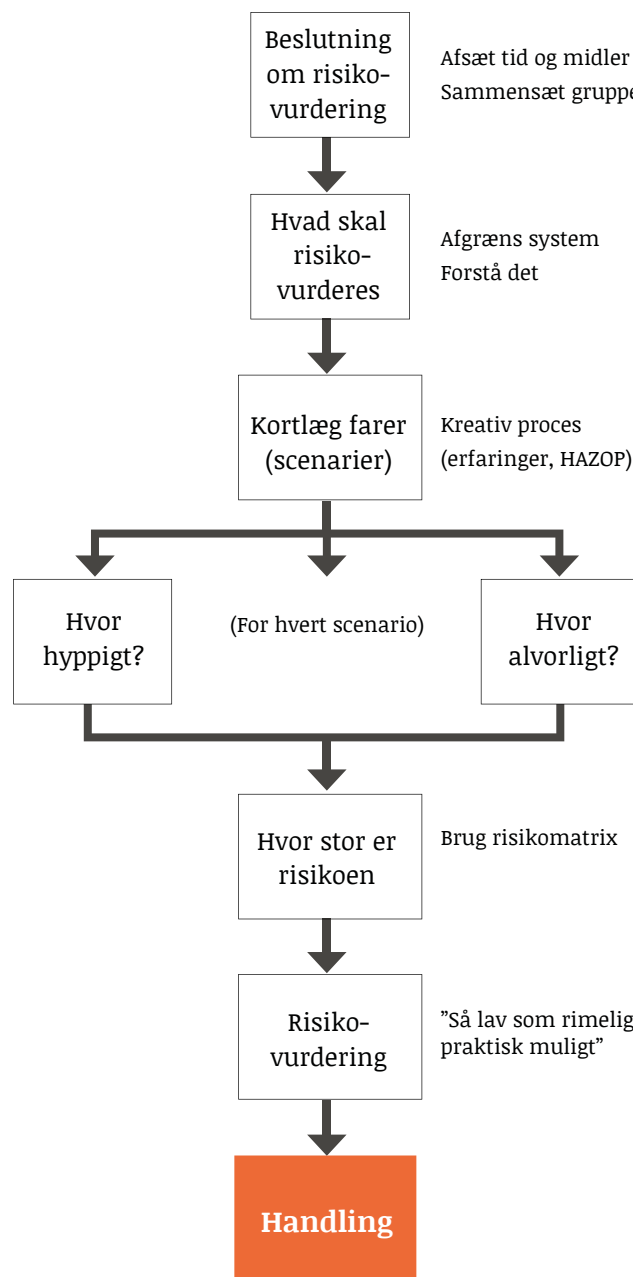 Beslutning
om risiko-
vurdering
Afsæt tid og midler
Sammensæt gruppe
Hvad skal
risiko-
vurderes
Afgræns system
Forstå det
Kortlæg farer
(scenarier)
Kreativ proces
(erfaringer, HAZOP)
Hvor
hyppigt?
(For hvert scenario)
Hvor
alvorligt?
Hvor stor er
risikoen
Brug risikomatrix
Risiko-
vurdering
”Så lav som rimelig
praktisk muligt”
Handling